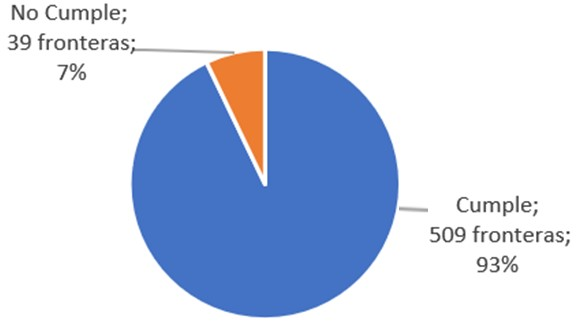 No Cumple;
39 fronteras;
7%
Cumple;
509 fronteras;
93%